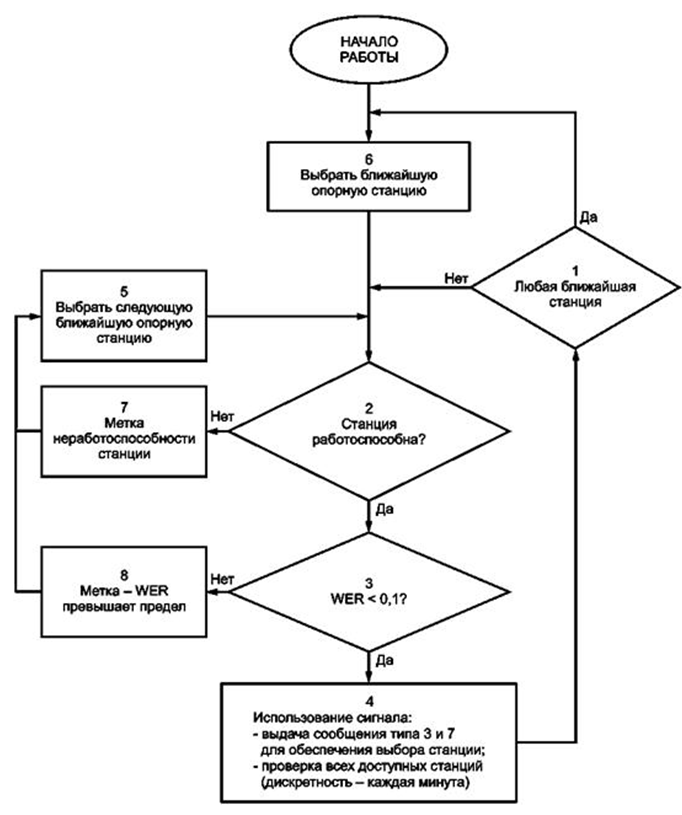 НАЧАЛО
РАБОТЫ
6
Выбрать ближайшую
опорную станцию
Да
1
Любая ближайшая
станция
Нет
5
Выбрать следующую
ближайшую опорную
станцию
2
Станция
работоспособна?
Нет
7
Метка
неработоспособности
станции
Да
3
WER < 0,1?
Нет
8
Метка – WER
превышает предел
Да
4
Использование сигнала:
- выдача сообщения типа 3 и 7
для обеспечения выбора станции;
- проверка всех доступных станций
(дискретность – каждая минута)